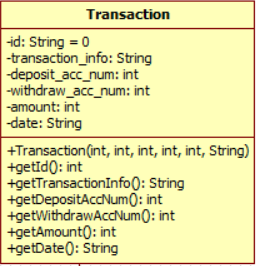 Transaction
-id: String = 0
-transaction_info: String
-deposit_acc_num: int
-withdraw_acc_num: int
-amount: int
-date: String
+Transaction(int, int, int, int, int, String)
+getId(): int
+getTransactionInfo(): String
+getDepositAccNum(): int
+getWithdrawAccNum(): int
+getAmount(): int
+getDate(): String